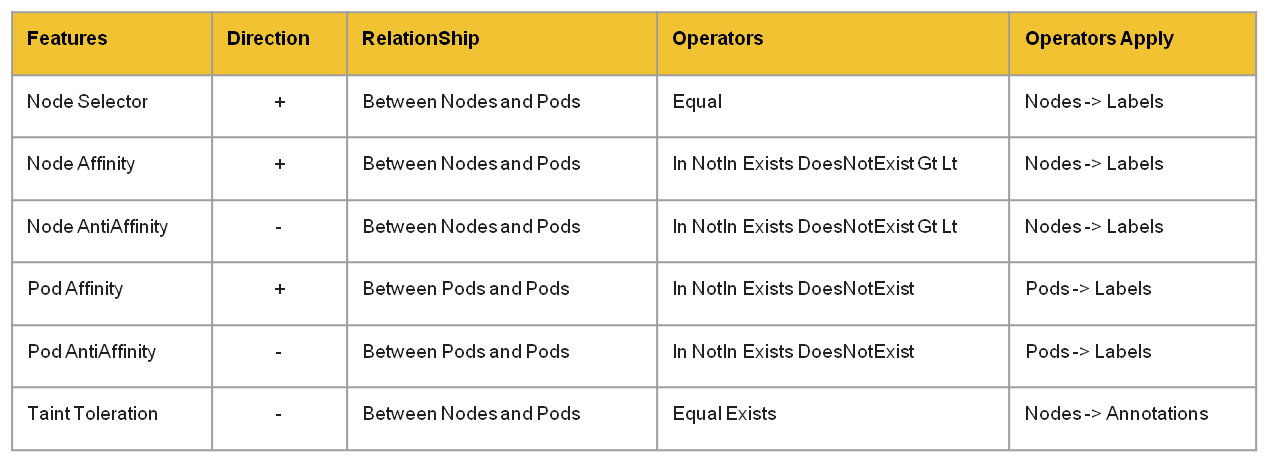 Features Direction RelationShip Operators Operators Apply
Node Selector + Between Nodes and Pods Equal Nodes -> Labels
Node Affinity + Between Nodes and Pods In NotIn Exists DoesNotExist Gt Lt Nodes -> Labels
Node AntiAffinity - Between Nodes and Pods In NotIn Exists DoesNotExist Gt Lt Nodes -> Labels
Pod Affinity + Between Pods and Pods In NotIn Exists DoesNotExist Pods -> Labels
Pod AntiAffinity - Between Pods and Pods In NotIn Exists DoesNotExist Pods -> Labels
Taint Toleration - Between Nodes and Pods Equal Exists Nodes -> Annotations